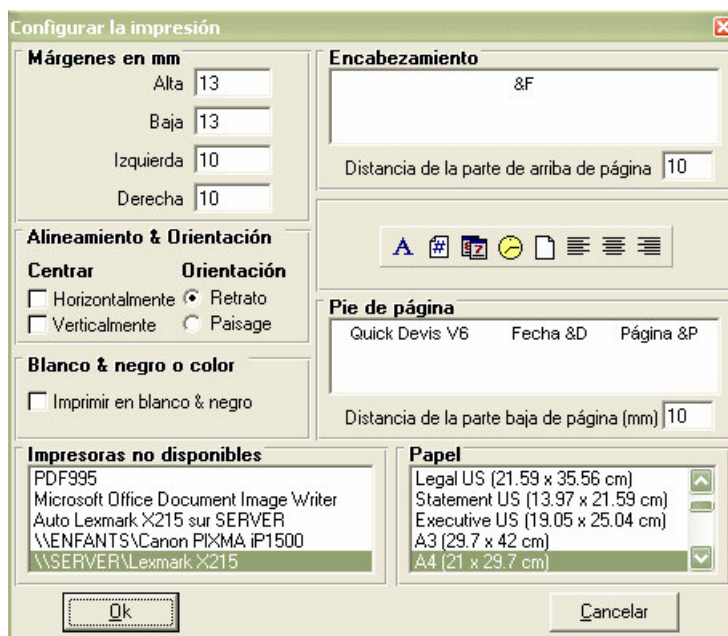 Configurar la impresión
Márgenes en mm
Alta 13
Baja 13
Izquierda 10
Derecha 10
Encabezamiento
&F
Distancia de la parte de arriba de página 10
Alineamiento & Orientación
Centrar Orientación
Horizontalmente Retrato
Verticalmente Paisage
Pie de página
Quick Devis V6 Fecha &D Página &P
Distancia de la parte baja de página (mm) 10
Blanco & negro o color
Imprimir en blanco & negro
Impresoras no disponibles
PDF995
Microsoft Office Document Image Writer
Auto Lexmark X215 sur SERVER
\\ENFANTS\Canon PIXMA iP1500
\\SERVER\Lexmark X215
Papel
Legal US (21.59 x 35.56 cm)
Statement US (13.97 x 21.59 cm)
Executive US (19.05 x 25.04 cm)
A3 (29.7 x 42 cm)
A4 (21 x 29.7 cm)
Ok
Cancelar